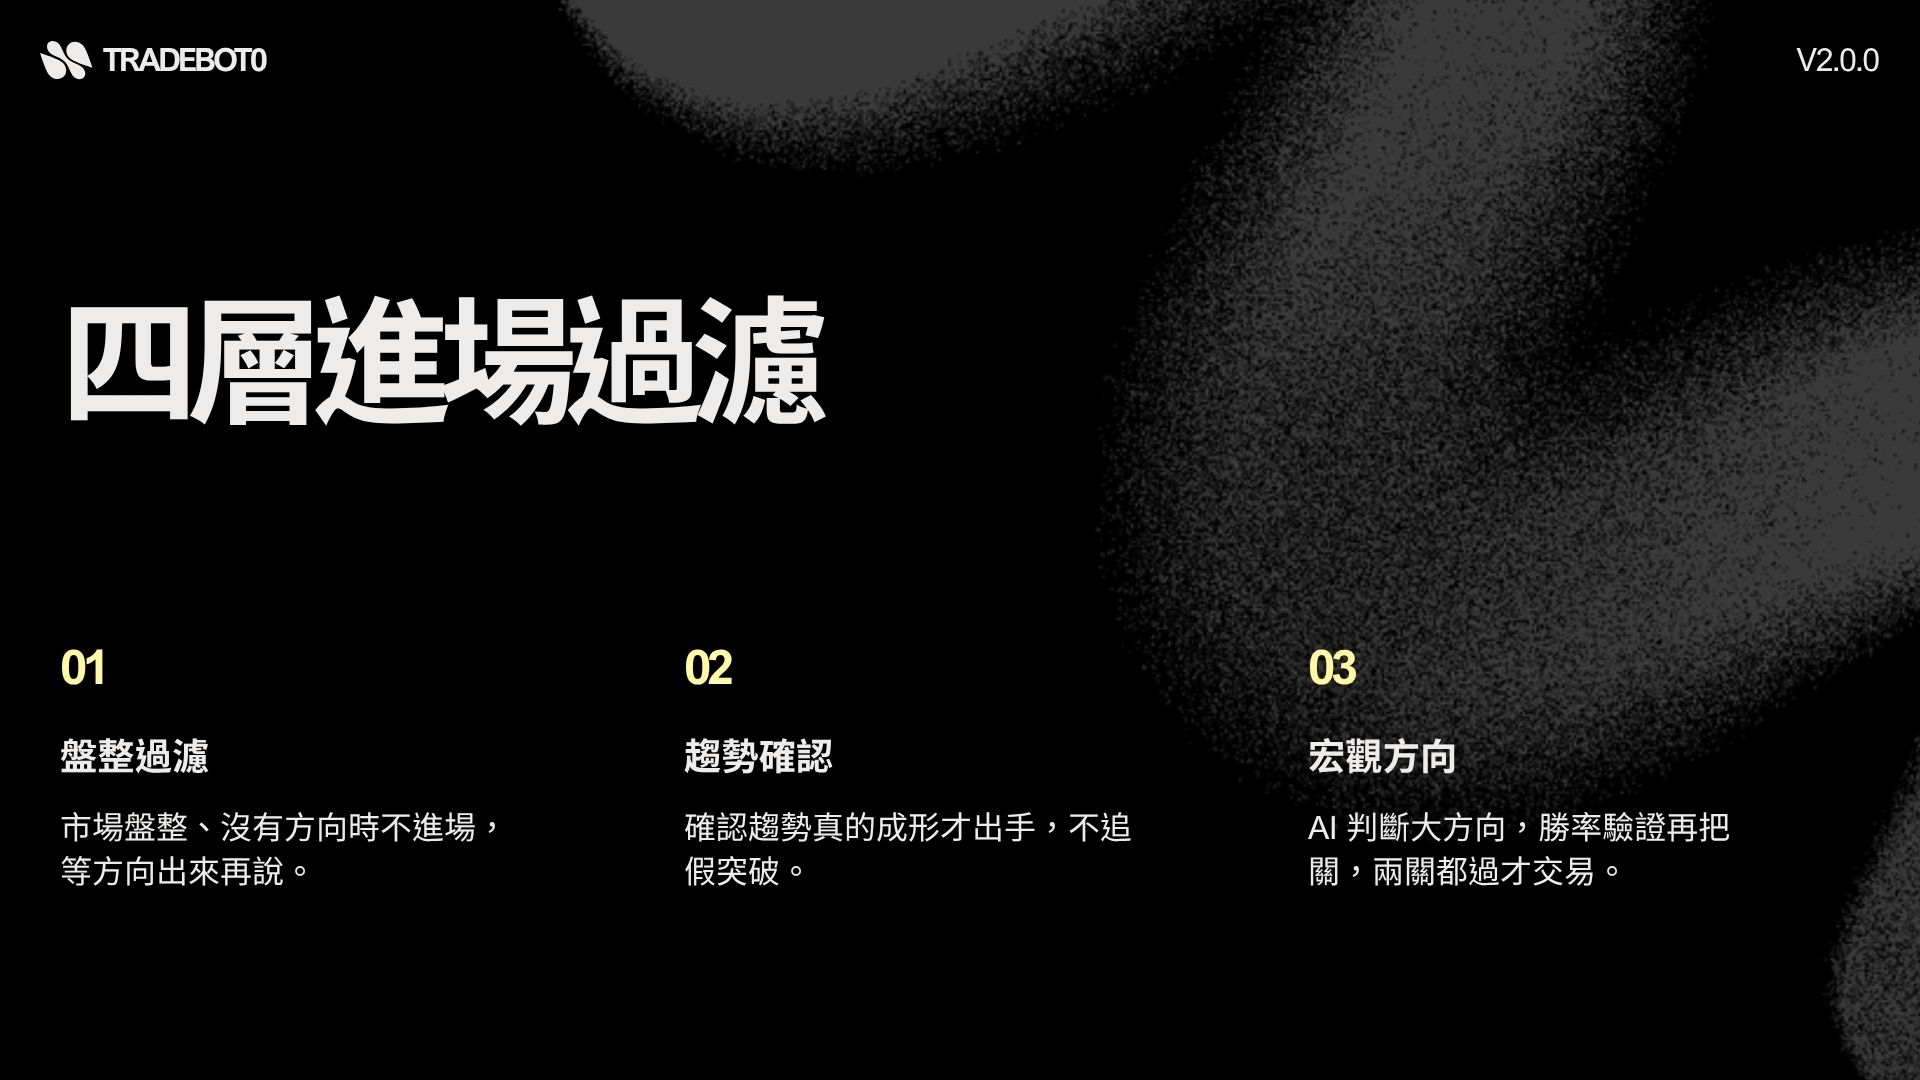 TRADEBOT0
V2.0.0
四層進場過濾
01
盤整過濾
市場盤整、沒有方向時不進場，
等方向出來再說。
02
趨勢確認
確認趨勢真的成形才出手，不追
假突破。
03
宏觀方向
AI 判斷大方向，勝率驗證再把
關，兩關都過才交易。